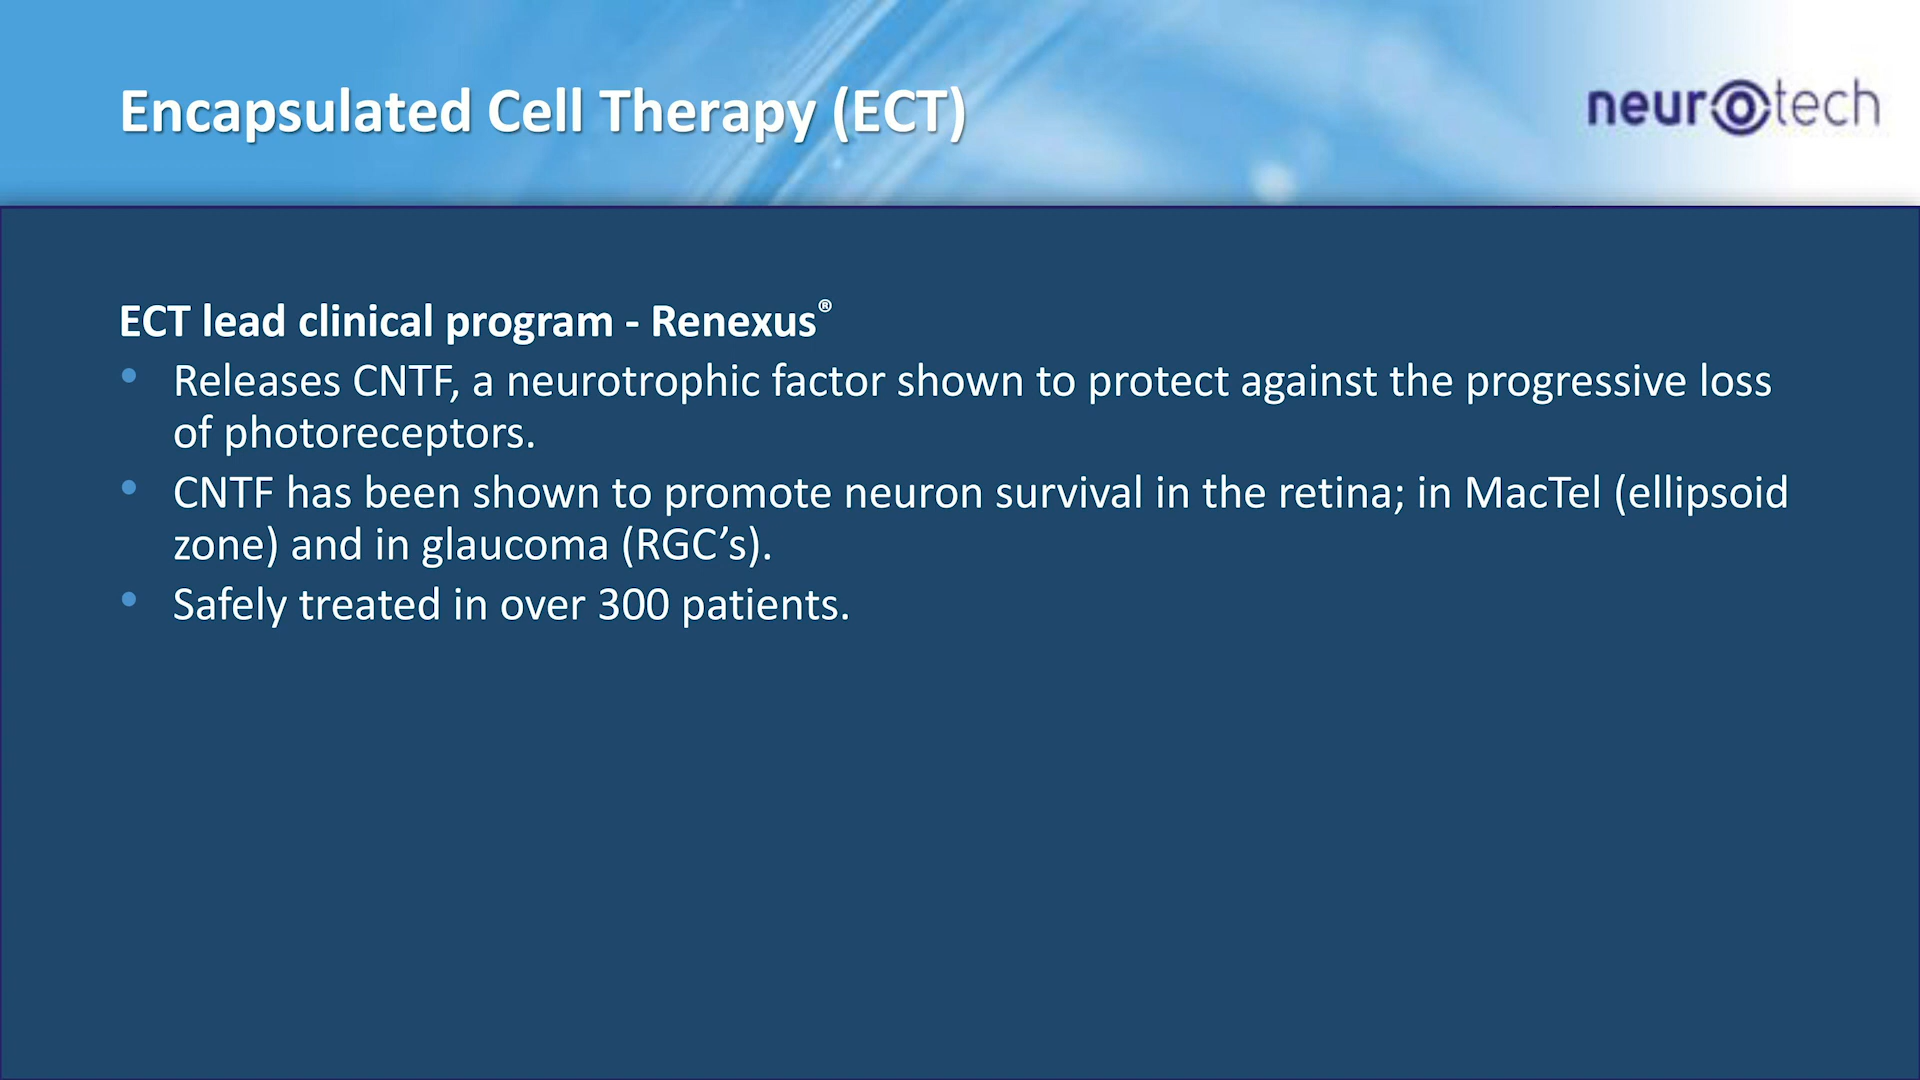 Encapsulated Cell Therapy (ECT)
neurotech
ECT lead clinical program - Renexus®
• Releases CNTF, a neurotrophic factor shown to protect against the progressive loss
of photoreceptors.
• CNTF has been shown to promote neuron survival in the retina; in MacTel (ellipsoid
zone) and in glaucoma (RGC’s).
• Safely treated in over 300 patients.